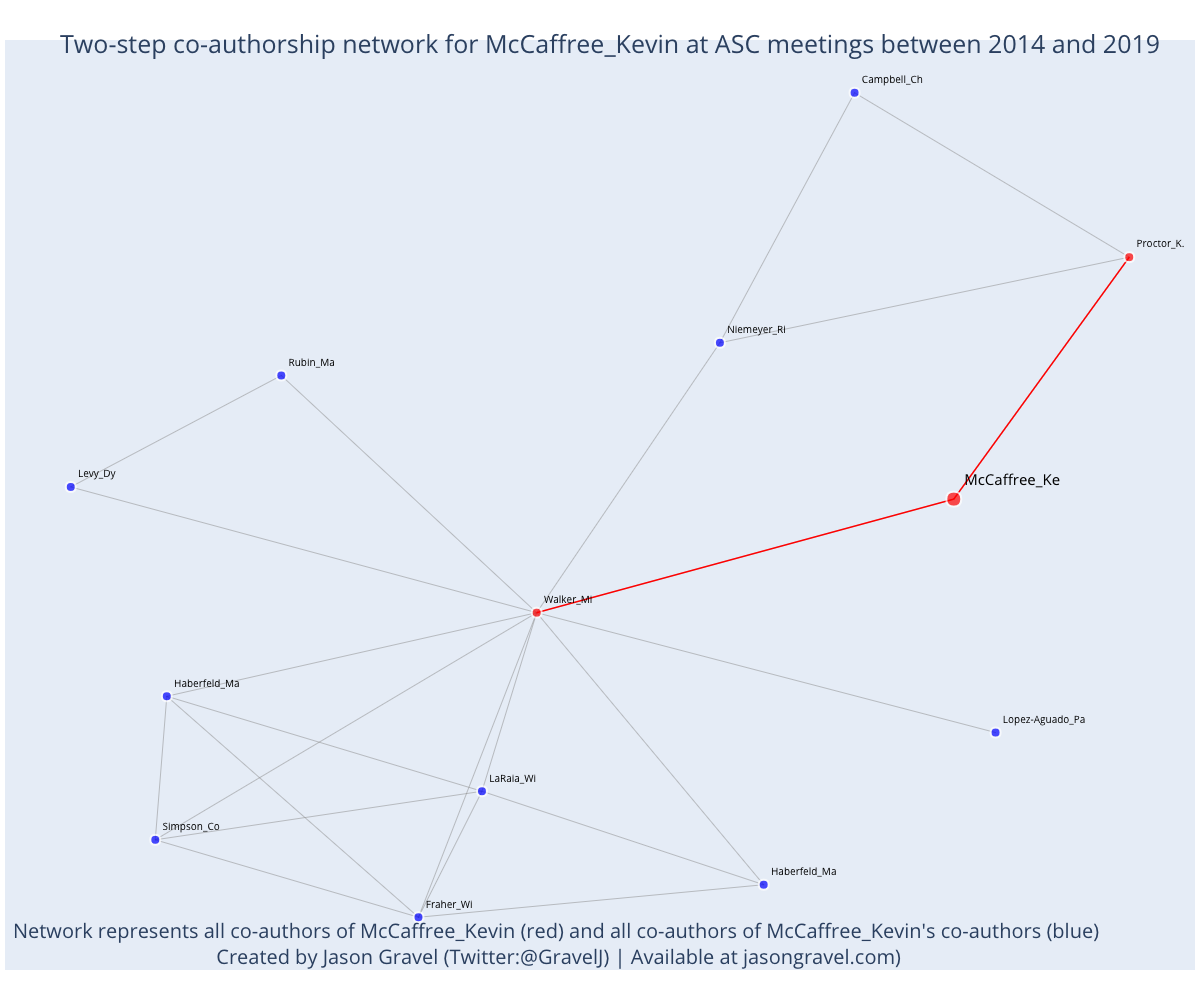 Two-step co-authorship network for McCaffree_Kevin at ASC meetings between 2014 and 2019
Campbell_Ch
Proctor_K.
Niemeyer_Ri
Rubin_Ma
Levy_Dy
McCaffree_Ke
Walker_Mi
Haberfeld_Ma
Lopez-Aguado_Pa
LaRaia_Wi
Simpson_Co
Haberfeld_Ma
Fraher_Wi
Network represents all co-authors of McCaffree_Kevin (red) and all co-authors of McCaffree_Kevin's co-authors (blue)
Created by Jason Gravel (Twitter:@GravelJ) | Available at jasongravel.com)